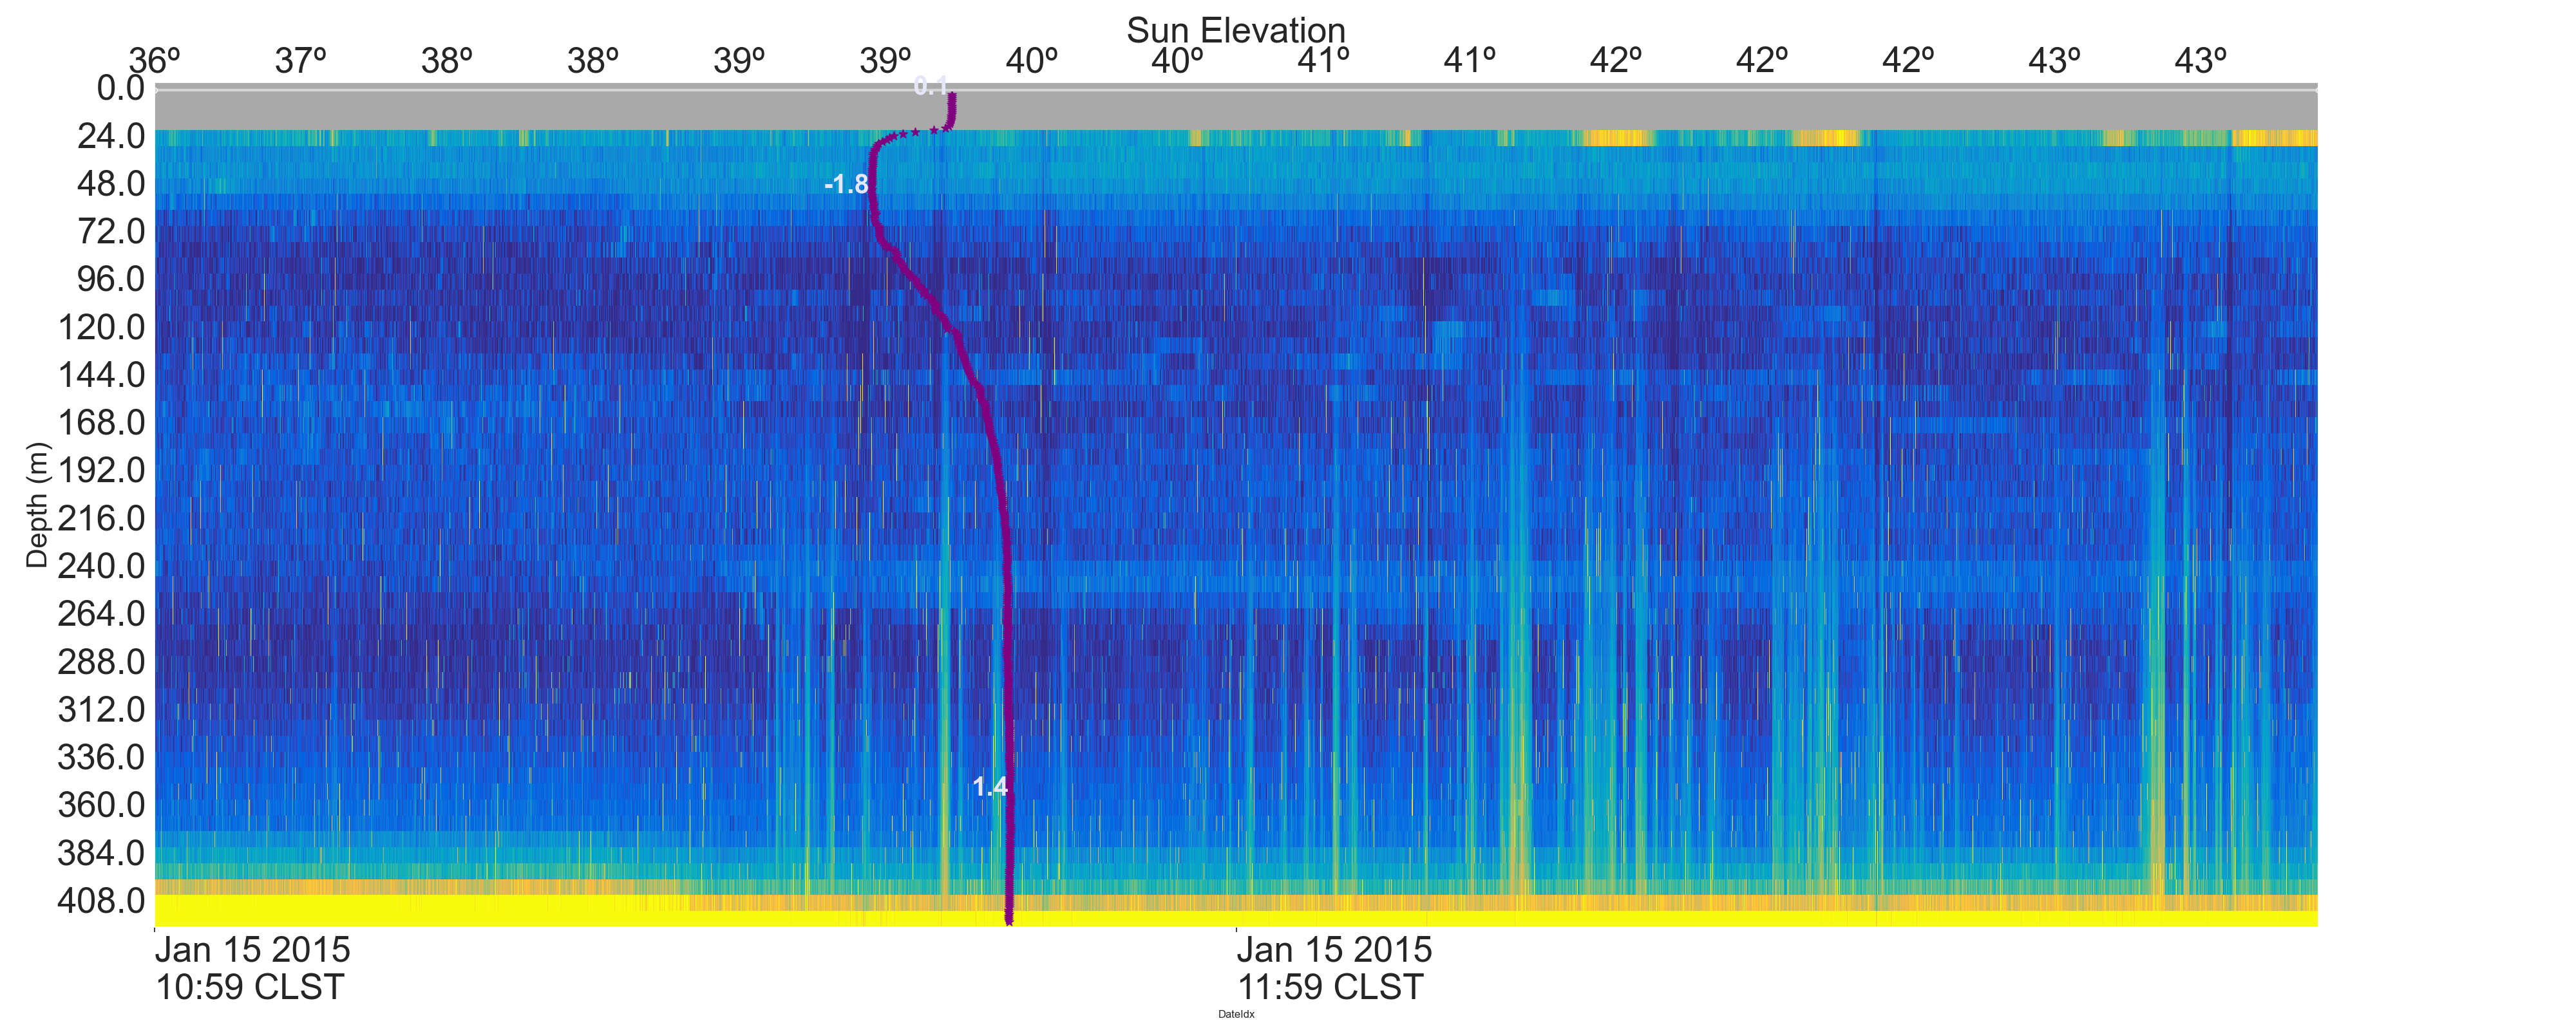 Sun Elevation
36º 37º 38º 38º 39º 39º 40º 40º 41º 41º 42º 42º 42º 43º 43º
0.0
24.0
48.0
72.0
96.0
120.0
144.0
168.0
192.0
216.0
240.0
264.0
288.0
312.0
336.0
360.0
384.0
408.0
Depth (m)
0.1
-1.8
1.4
Jan 15 2015
10:59 CLST
Jan 15 2015
11:59 CLST
DateIdx